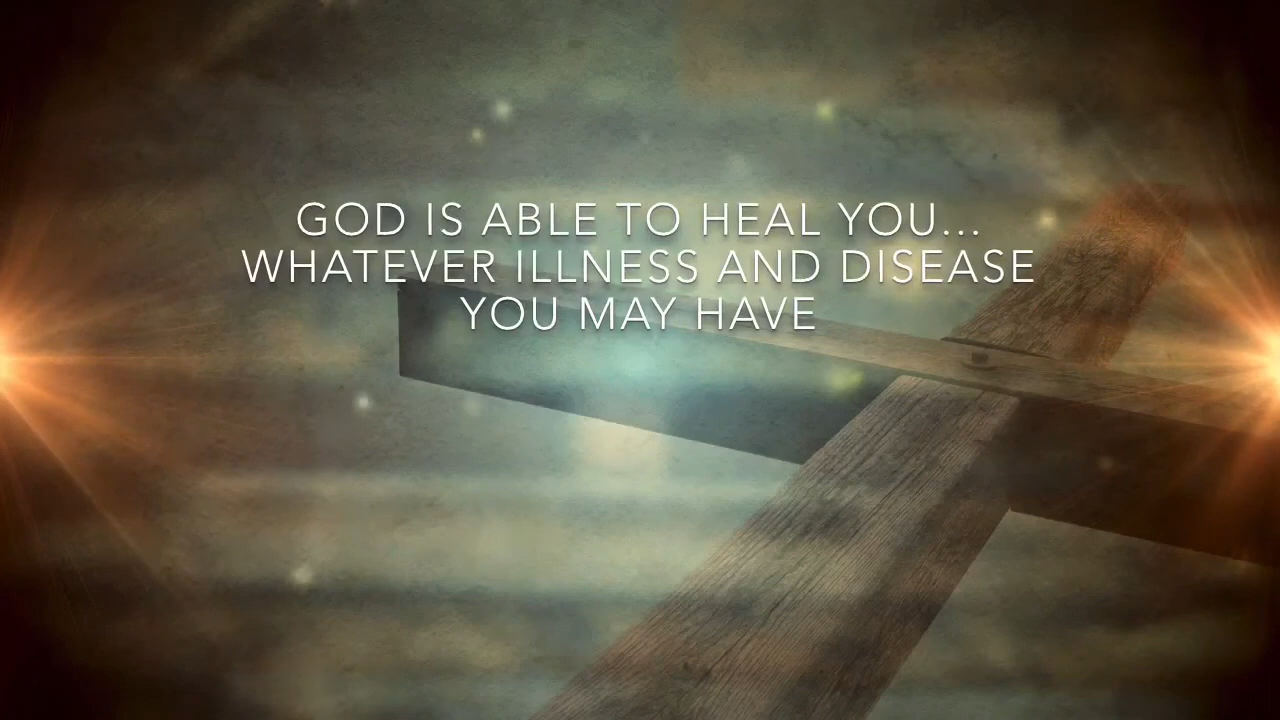 GOD IS ABLE TO HEAL YOU...
WHATEVER ILLNESS AND DISEASE
YOU MAY HAVE